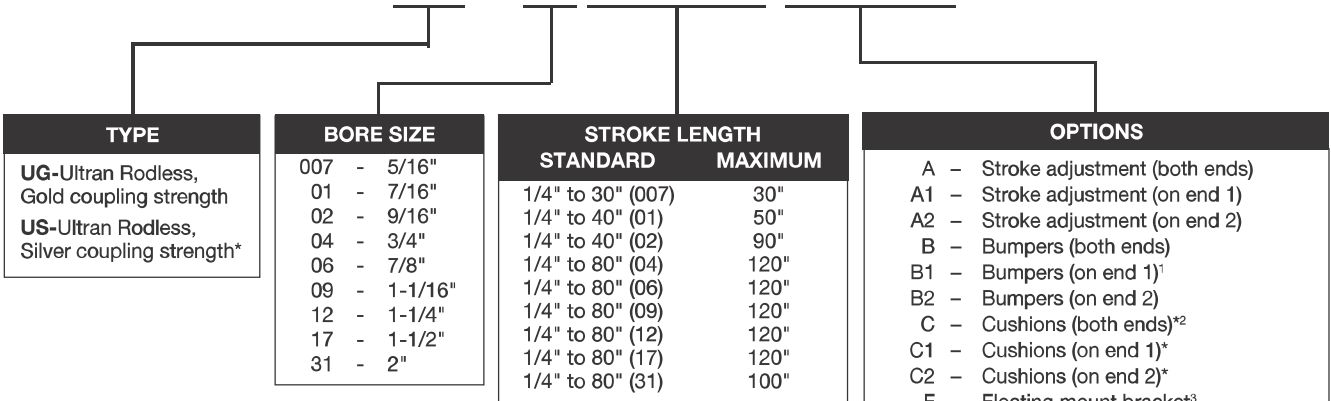 TYPE
UG-Ultran Rodless,
Gold coupling strength
US-Ultran Rodless,
Silver coupling strength*
BORE SIZE
007 - 5/16"
01 - 7/16"
02 - 9/16"
04 - 3/4"
06 - 7/8"
09 - 1-1/16"
12 - 1-1/4"
17 - 1-1/2"
31 - 2"
STROKE LENGTH
STANDARD MAXIMUM
1/4" to 30" (007) 30"
1/4" to 40" (01) 50"
1/4" to 40" (02) 90"
1/4" to 80" (04) 120"
1/4" to 80" (06) 120"
1/4" to 80" (09) 120"
1/4" to 80" (12) 120"
1/4" to 80" (17) 120"
1/4" to 80" (31) 100"
OPTIONS
A – Stroke adjustment (both ends)
A1 – Stroke adjustment (on end 1)
A2 – Stroke adjustment (on end 2)
B – Bumpers (both ends)
B1 – Bumpers (on end 1)¹
B2 – Bumpers (on end 2)
C – Cushions (both ends)*²
C1 – Cushions (on end 1)*
C2 – Cushions (on end 2)*
Floating mount bracket³